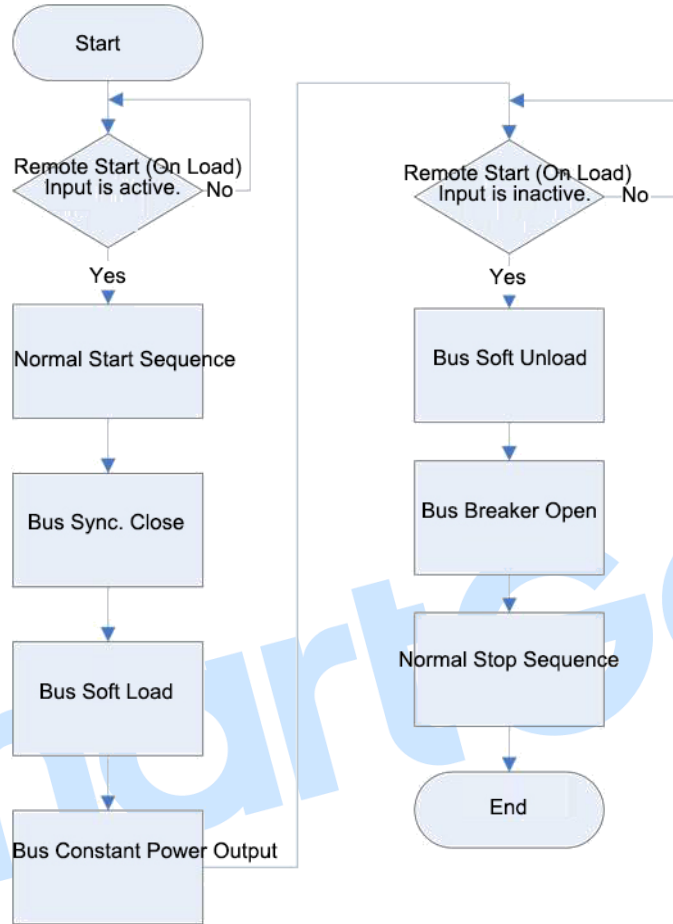 Start
Remote Start (On Load)
Input is active.
No
Yes
Normal Start Sequence
Bus Sync. Close
Bus Soft Load
Bus Constant Power Output
Remote Start (On Load)
Input is inactive.
No
Yes
Bus Soft Unload
Bus Breaker Open
Normal Stop Sequence
End